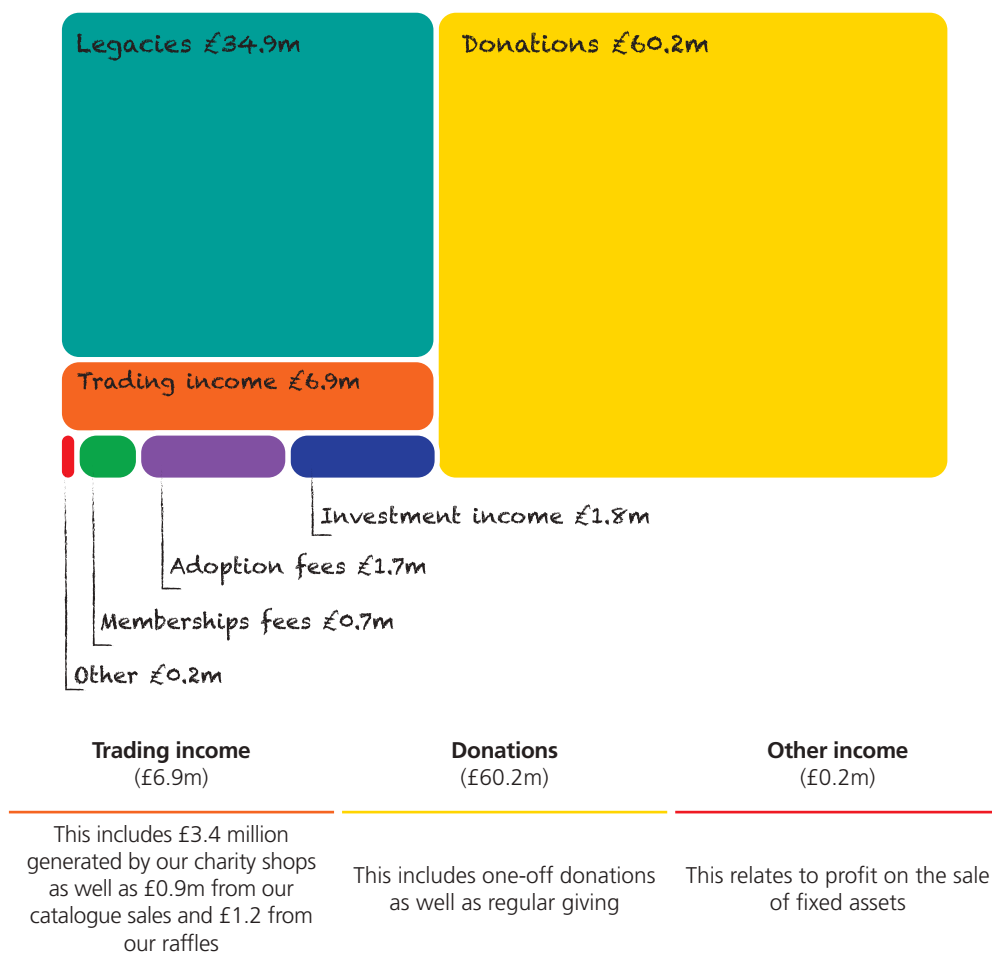 Legacies £34.9m
Donations £60.2m
Trading income £6.9m
Investment income £1.8m
Adoption fees £1.7m
Memberships fees £0.7m
Other £0.2m
Trading income
(£6.9m)
This includes £3.4 million
generated by our charity shops
as well as £0.9m from our
catalogue sales and £1.2 from
our raffles
Donations
(£60.2m)
This includes one-off donations
as well as regular giving
Other income
(£0.2m)
This relates to profit on the sale
of fixed assets